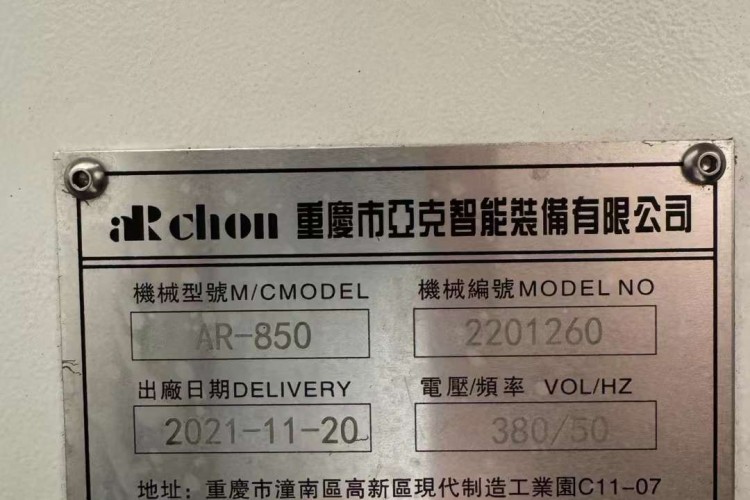 aRchon 重慶市亞克智能裝備有限公司
機械型號M/CMODEL 機械編號MODEL NO
AR-850 2201260
出廠日期DELIVERY 電壓/頻率 VOL/HZ
2021-11-20 380/50
地址：重慶市潼南區高新區現代制造工業園C11-07